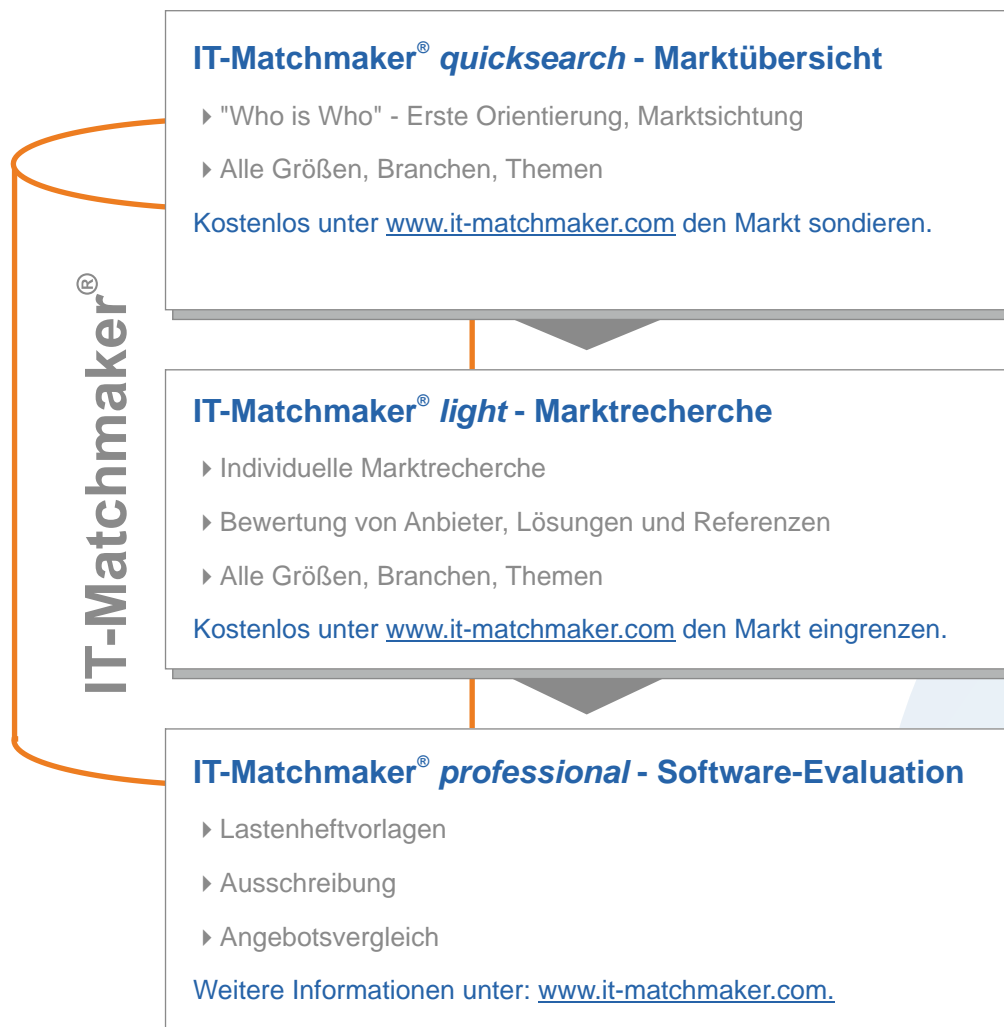 IT-Matchmaker® quicksearch - Marktübersicht
"Who is Who" - Erste Orientierung, Marktsichtung
Alle Größen, Branchen, Themen
Kostenlos unter www.it-matchmaker.com den Markt sondieren.
IT-Matchmaker®
IT-Matchmaker® light - Marktrecherche
Individuelle Marktrecherche
Bewertung von Anbieter, Lösungen und Referenzen
Alle Größen, Branchen, Themen
Kostenlos unter www.it-matchmaker.com den Markt eingrenzen.
IT-Matchmaker® professional - Software-Evaluation
Lastenheftvorlagen
Ausschreibung
Angebotsvergleich
Weitere Informationen unter: www.it-matchmaker.com.